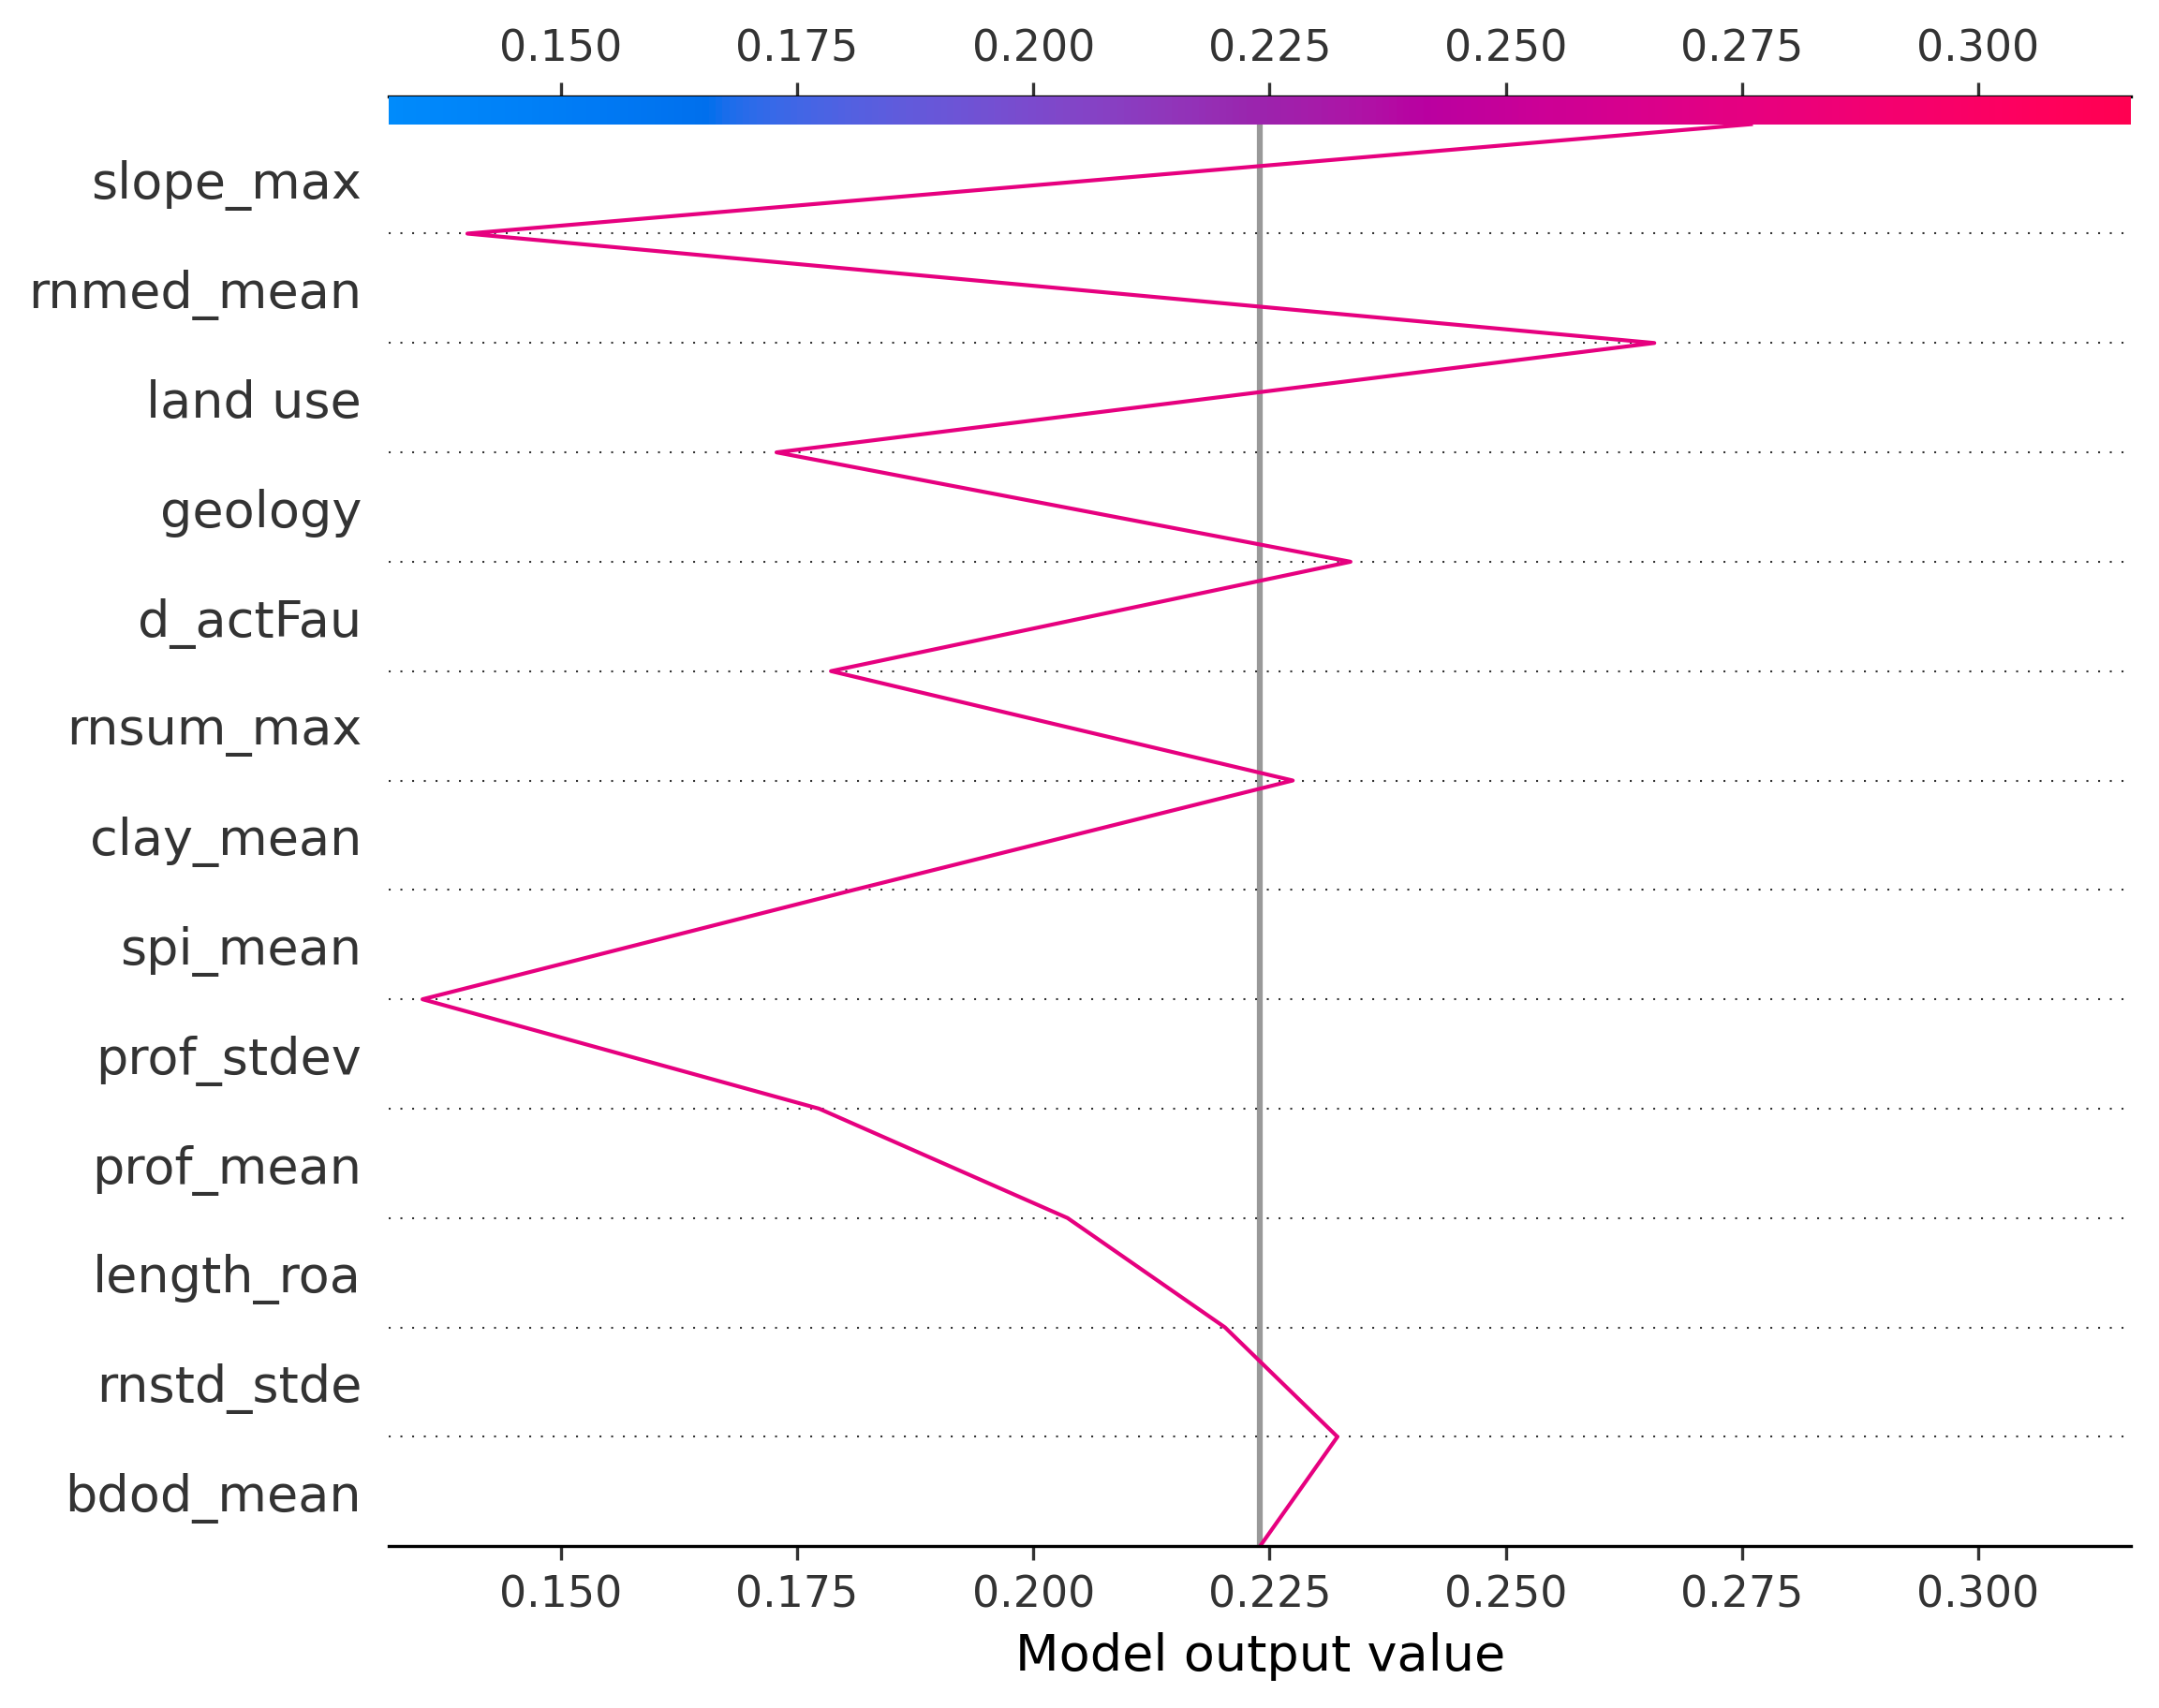 0.150 0.175 0.200 0.225 0.250 0.275 0.300
slope_max
rnmed_mean
land use
geology
d_actFau
rnsum_max
clay_mean
spi_mean
prof_stdev
prof_mean
length_roa
rnstd_stde
bdod_mean
0.150 0.175 0.200 0.225 0.250 0.275 0.300
Model output value